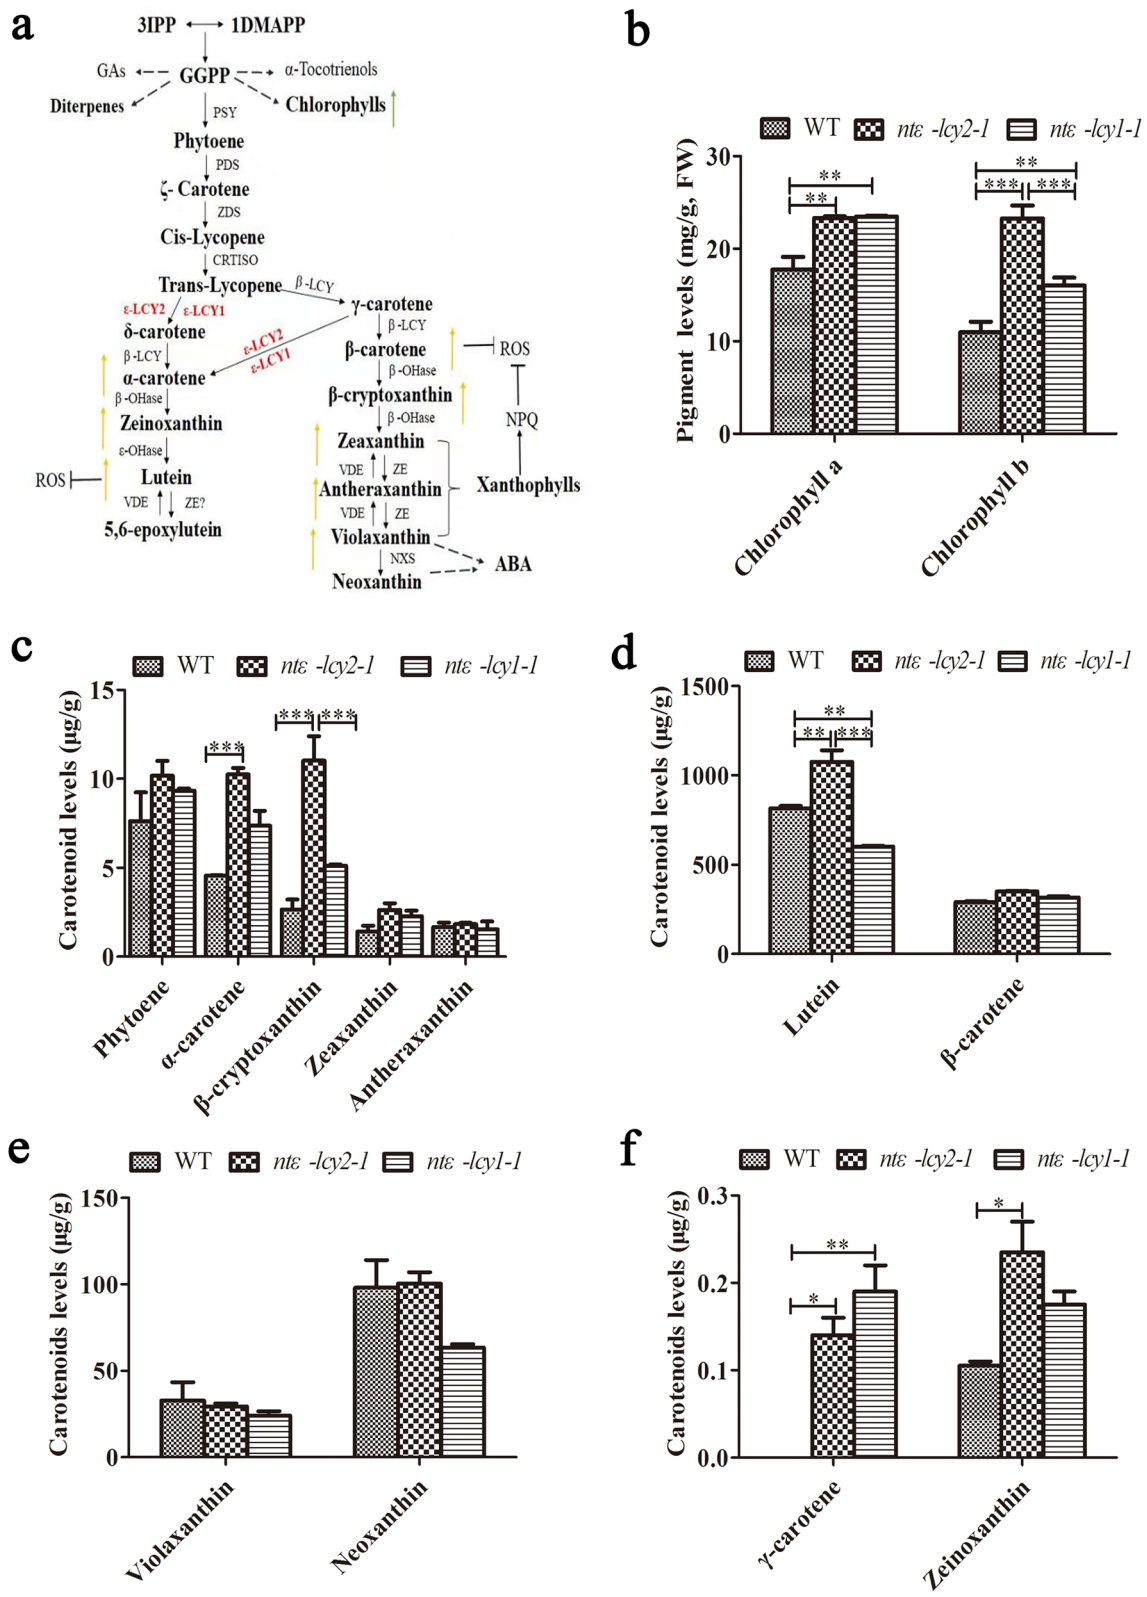 a
3IPP 1DMAPP
GAs GGPP α-Tocotrienols
Diterpenes Chlorophylls
PSY
Phytoene
PDS
ζ- Carotene
ZDS
Cis-Lycopene
CRTISO
Trans-Lycopene β-LCY
ε-LCY2 ε-LCY1 γ-carotene
δ-carotene ε-LCY2 β-LCY
β-LCY ε-LCY1 β-carotene ROS
α-carotene β-OHase
β-OHase β-cryptoxanthin
Zeinoxanthin β-OHase NPQ
ε-OHase Zeaxanthin
ROS Lutein VDE ZE
VDE ZE? Antheraxanthin Xanthophylls
5,6-epoxylutein VDE ZE
Violaxanthin
NXS ABA
Neoxanthin
b
WT ntε -lcy2-1 ntε -lcy1-1
Pigment levels (mg/g, FW)
30
20
10
0
** **
** *** ***
Chlorophyll a Chlorophyll b
c
WT ntε -lcy2-1 ntε -lcy1-1
Carotenoid levels (μg/g)
15
10
5
0
*** *** ***
Phytoene α-carotene β-cryptoxanthin Zeaxanthin Antheraxanthin
d
WT ntε -lcy2-1 ntε -lcy1-1
Carotenoid levels (μg/g)
1500
1000
500
0
**
** ***
Lutein β-carotene
e
WT ntε -lcy2-1 ntε -lcy1-1
Carotenoids levels (μg/g)
150
100
50
0
Violaxanthin Neoxanthin
f
WT ntε -lcy2-1 ntε -lcy1-1
Carotenoids levels (μg/g)
0.3
0.2
0.1
0.0
*
**
*
γ-carotene Zeinoxanthin